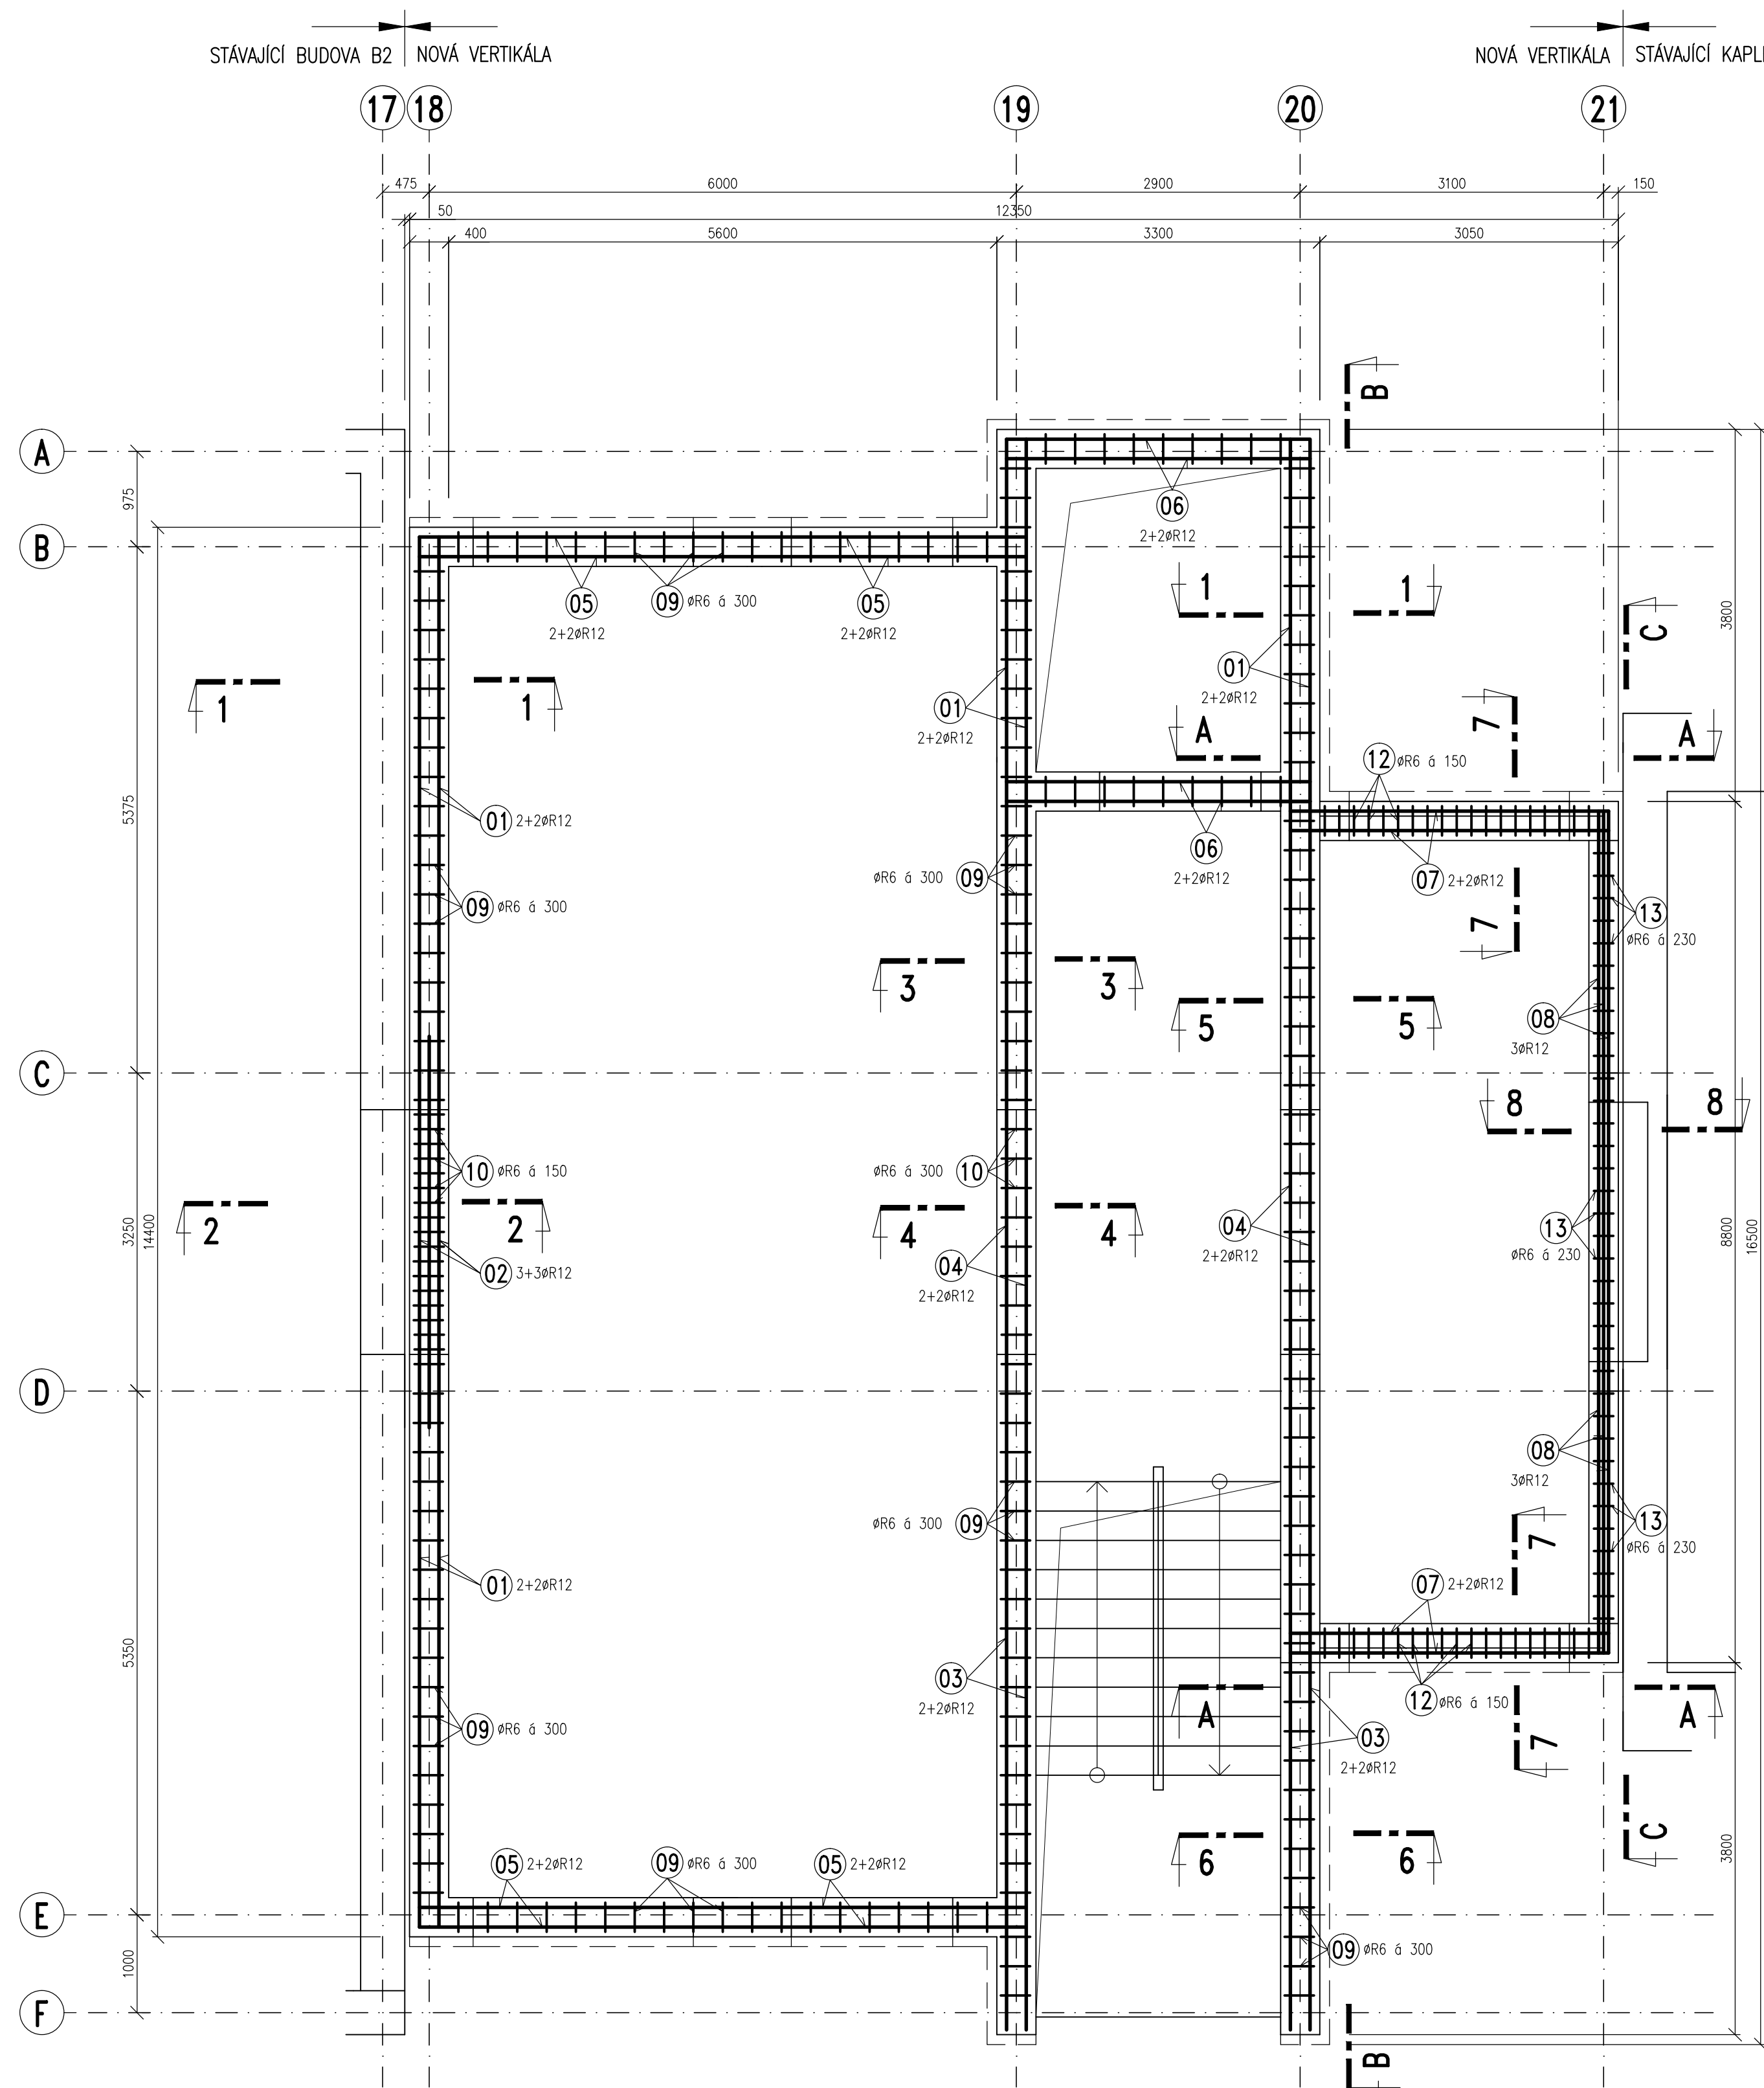 STÁVAJÍCÍ BUDOVA B2 NOVÁ VERTIKÁLA
NOVÁ VERTIKÁLA STÁVAJÍCÍ KAPL
17 18 19 20 21
475 6000 2900 3100 150
50 12350
400 5600 3300 3050
B
A
975
06
2+2øR12
B
05 09 øR6 á 300 05
2+2øR12 2+2øR12
1 1
3800
C
01
2+2øR12
01
2+2øR12
1 1
7
A A
12 øR6 á 150
5375
01 2+2øR12
06
2+2øR12
øR6 á 300 09
07 2+2øR12
09 øR6 á 300
13
øR6 á 230
7
3 3
5 5
08
3øR12
C
8 8
10 øR6 á 150
øR6 á 300 10
2 2
4 4
3250
14400
04
2+2øR12
04
2+2øR12
13
øR6 á 230
8800
16500
02 3+3øR12
D
08
3øR12
øR6 á 300 09
13
øR6 á 230
7
01 2+2øR12
07 2+2øR12
5350
03
2+2øR12
12 øR6 á 150
A A
09 øR6 á 300
03
2+2øR12
7
C
05 2+2øR12 09 øR6 á 300 05 2+2øR12
6 6
3800
E
09 øR6 á 300
1000
F
B